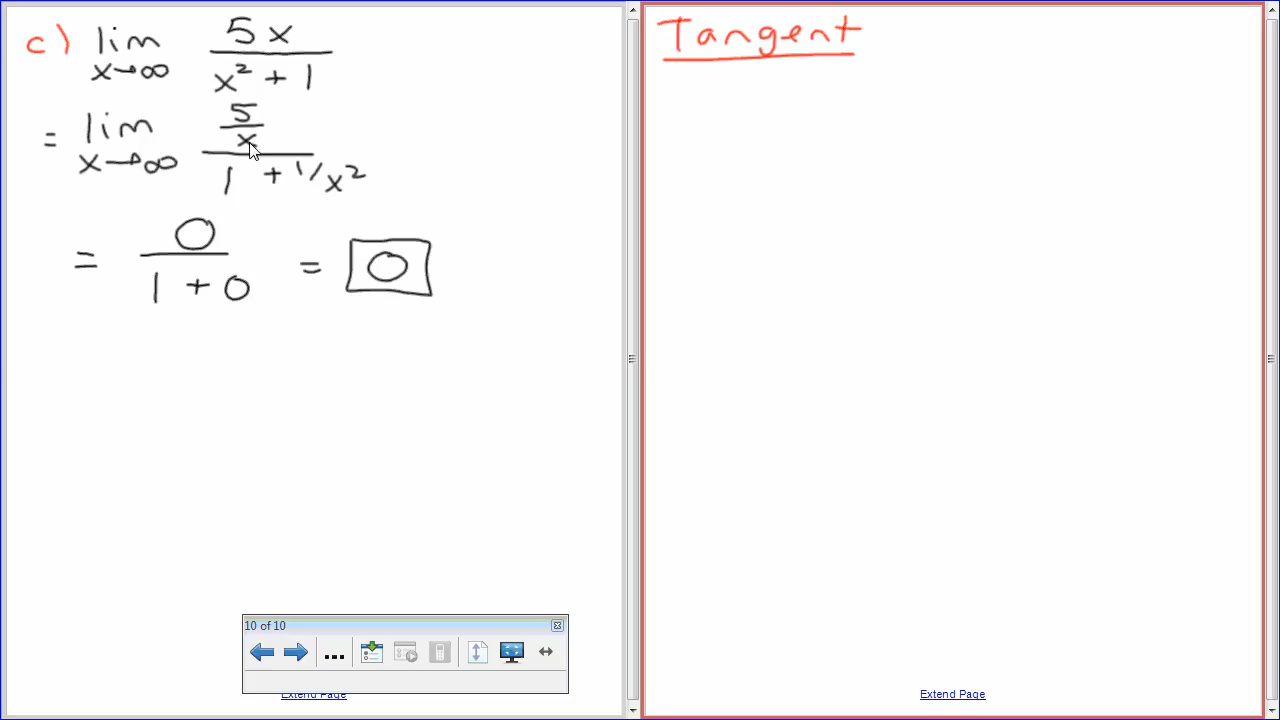 c) lim x→∞ 5x / x² + 1
= lim x→∞ 5/x / 1 + 1/x²
= 0 / 1 + 0 = 0
Tangent
10 of 10
...
Extend Page
Extend Page